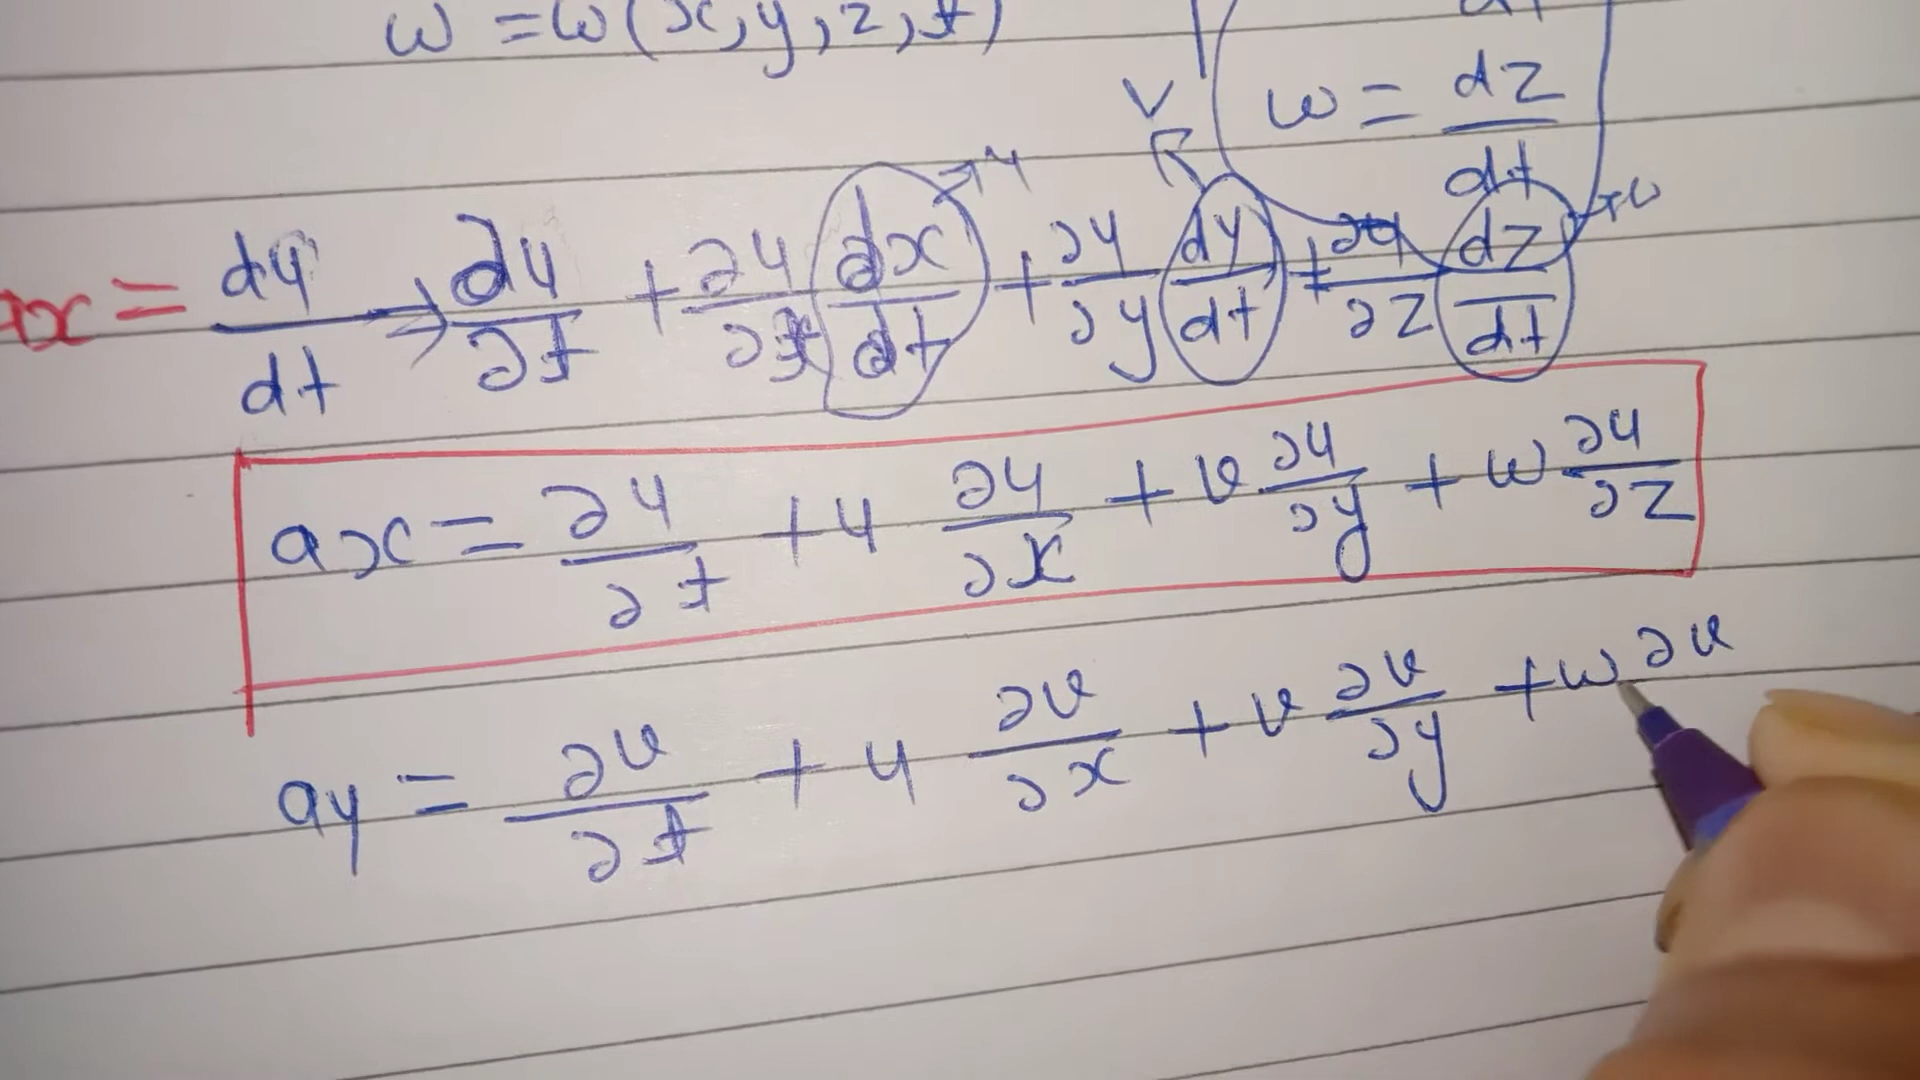 w = w(x, y, z, t)
w = dz/dt
ax = du/dt → ∂u/∂t + ∂u/∂x dx/dt + ∂u/∂y dy/dt + ∂u/∂z dz/dt
ax = ∂u/∂t + u ∂u/∂x + v ∂u/∂y + w ∂u/∂z
ay = ∂v/∂t + u ∂v/∂x + v ∂v/∂y + w ∂v